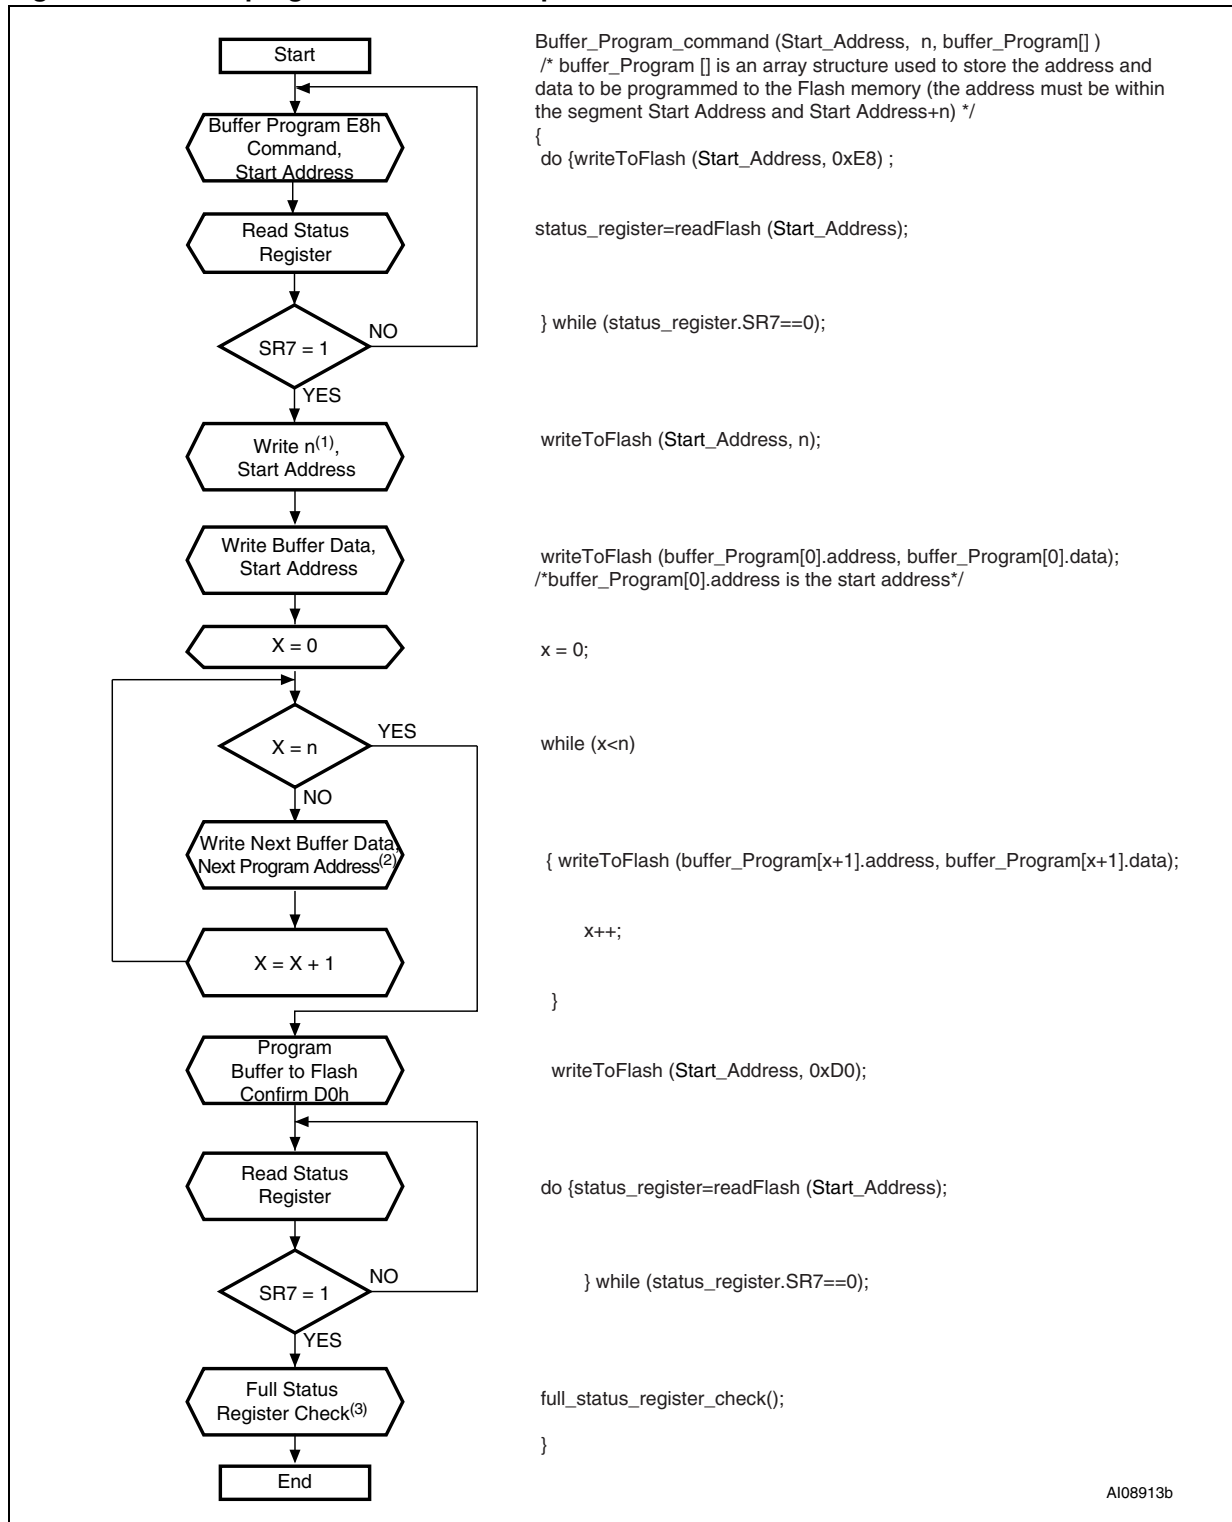 Start
Buffer_Program_command (Start_Address, n, buffer_Program[] )
/* buffer_Program [] is an array structure used to store the address and
data to be programmed to the Flash memory (the address must be within
the segment Start Address and Start Address+n) */
{
Buffer Program E8h
Command,
Start Address
do {writeToFlash (Start_Address, 0xE8) ;
Read Status
Register
status_register=readFlash (Start_Address);
NO
SR7 = 1
} while (status_register.SR7==0);
YES
Write n(1),
Start Address
writeToFlash (Start_Address, n);
Write Buffer Data,
Start Address
writeToFlash (buffer_Program[0].address, buffer_Program[0].data);
/*buffer_Program[0].address is the start address*/
X = 0
x = 0;
YES
X = n
while (x<n)
NO
Write Next Buffer Data,
Next Program Address(2)
{ writeToFlash (buffer_Program[x+1].address, buffer_Program[x+1].data);
X = X + 1
x++;
}
Program
Buffer to Flash
Confirm D0h
writeToFlash (Start_Address, 0xD0);
Read Status
Register
do {status_register=readFlash (Start_Address);
NO
SR7 = 1
} while (status_register.SR7==0);
YES
Full Status
Register Check(3)
full_status_register_check();
}
End
AI08913b